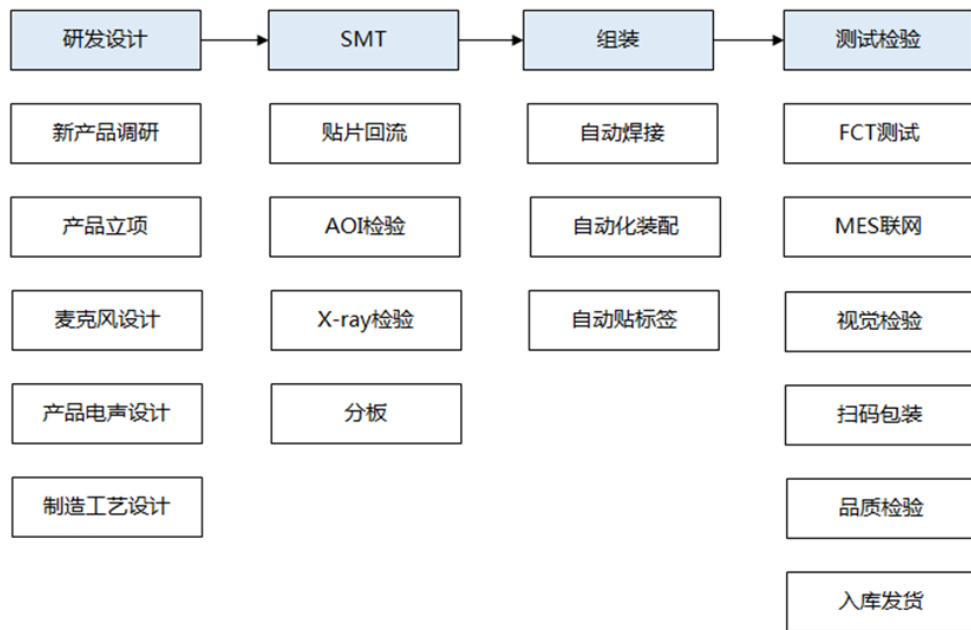 研发设计
SMT
组装
测试检验
新产品调研
贴片回流
自动焊接
FCT测试
产品立项
AOI检验
自动化装配
MES联网
麦克风设计
X-ray检验
自动贴标签
视觉检验
产品电声设计
分板
扫码包装
制造工艺设计
品质检验
入库发货